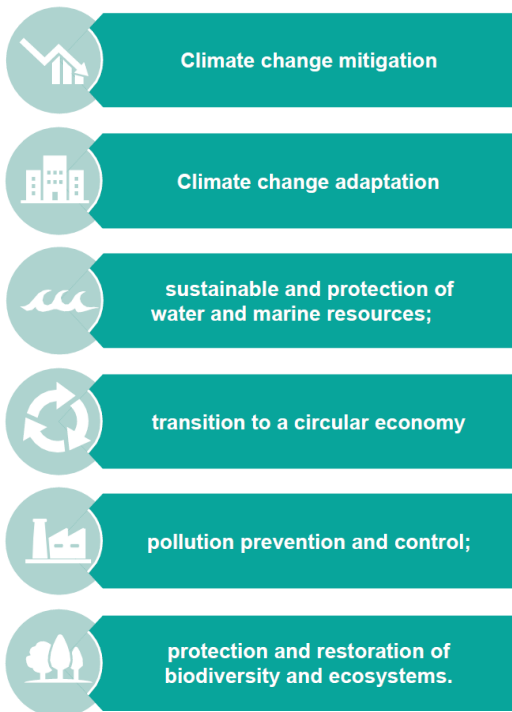 Climate change mitigation
Climate change adaptation
sustainable and protection of
water and marine resources;
transition to a circular economy
pollution prevention and control;
protection and restoration of
biodiversity and ecosystems.